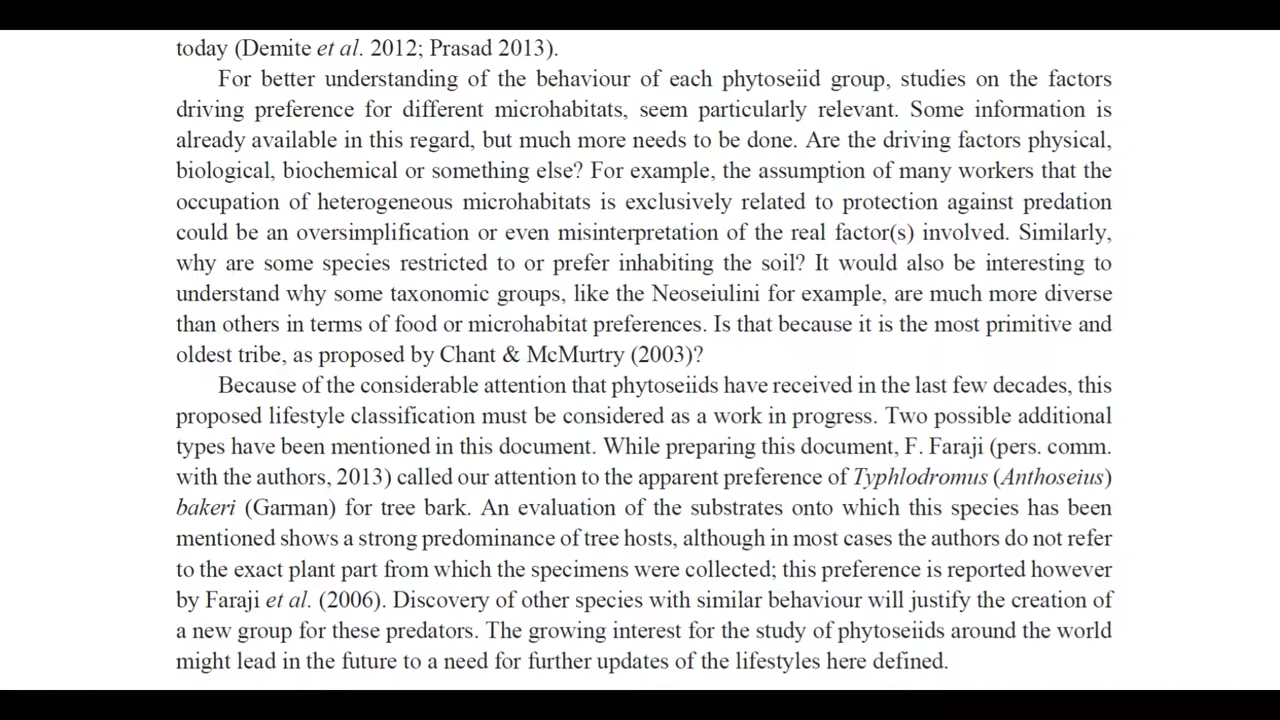 today (Demite et al. 2012; Prasad 2013).
For better understanding of the behaviour of each phytoseiid group, studies on the factors
driving preference for different microhabitats, seem particularly relevant. Some information is
already available in this regard, but much more needs to be done. Are the driving factors physical,
biological, biochemical or something else? For example, the assumption of many workers that the
occupation of heterogeneous microhabitats is exclusively related to protection against predation
could be an oversimplification or even misinterpretation of the real factor(s) involved. Similarly,
why are some species restricted to or prefer inhabiting the soil? It would also be interesting to
understand why some taxonomic groups, like the Neoseiulini for example, are much more diverse
than others in terms of food or microhabitat preferences. Is that because it is the most primitive and
oldest tribe, as proposed by Chant & McMurtry (2003)?
Because of the considerable attention that phytoseiids have received in the last few decades, this
proposed lifestyle classification must be considered as a work in progress. Two possible additional
types have been mentioned in this document. While preparing this document, F. Faraji (pers. comm.
with the authors, 2013) called our attention to the apparent preference of Typhlodromus (Anthoseius)
bakeri (Garman) for tree bark. An evaluation of the substrates onto which this species has been
mentioned shows a strong predominance of tree hosts, although in most cases the authors do not refer
to the exact plant part from which the specimens were collected; this preference is reported however
by Faraji et al. (2006). Discovery of other species with similar behaviour will justify the creation of
a new group for these predators. The growing interest for the study of phytoseiids around the world
might lead in the future to a need for further updates of the lifestyles here defined.